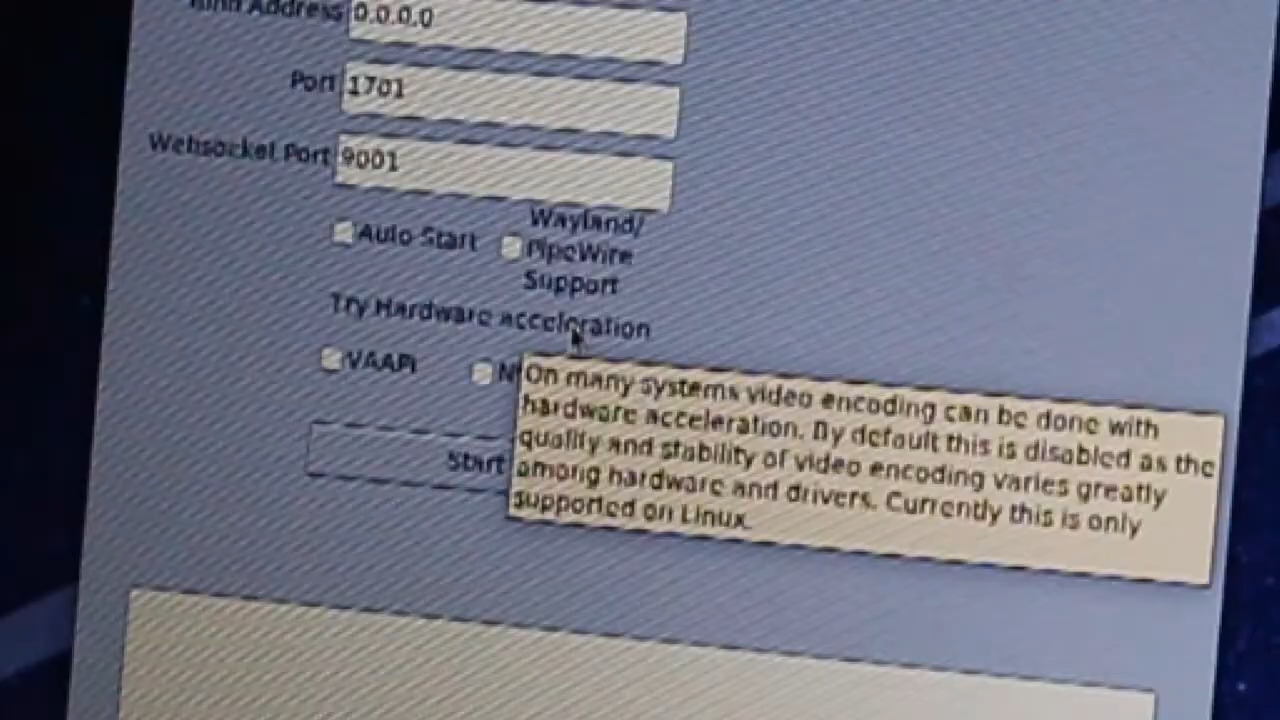 Bind Address 0.0.0.0
Port 1701
Websocket Port 9001
Auto Start
Wayland/
PipeWire
Support
Try Hardware acceleration
VAAPI
Start
On many systems video encoding can be done with
hardware acceleration. By default this is disabled as the
quality and stability of video encoding varies greatly
among hardware and drivers. Currently this is only
supported on Linux.